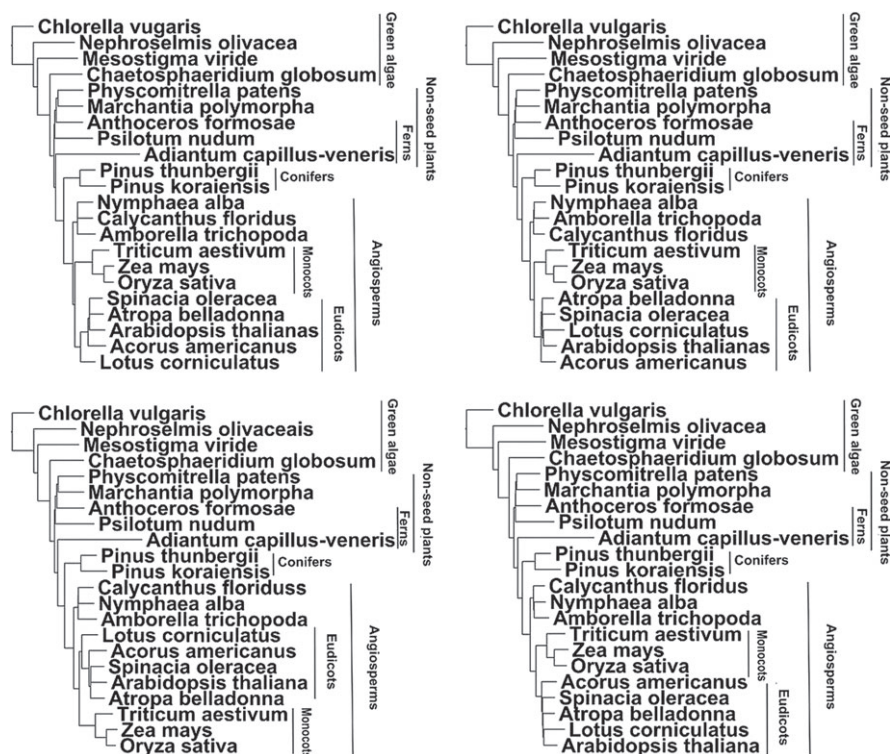 Chlorella vugaris
Nephroselmis olivacea
Mesostigma viride
Chaetosphaeridium globosum
Physcomitrella patens
Marchantia polymorpha
Anthoceros formosae
Psilotum nudum
Adiantum capillus-veneris
Pinus thunbergii
Pinus koraiensis
Nymphaea alba
Calycanthus floridus
Amborella trichopoda
Triticum aestivum
Zea mays
Oryza sativa
Spinacia oleracea
Atropa belladonna
Arabidopsis thalianas
Acorus americanus
Lotus corniculatus
Green algae
Non-seed plants
Ferns
Conifers
Monocots
Eudicots
Angiosperms
Chlorella vulgaris
Nephroselmis olivacea
Mesostigma viride
Chaetosphaeridium globosum
Physcomitrella patens
Marchantia polymorpha
Anthoceros formosae
Psilotum nudum
Adiantum capillus-veneris
Pinus thunbergii
Pinus koraiensis
Nymphaea alba
Amborella trichopoda
Calycanthus floridus
Triticum aestivum
Zea mays
Oryza sativa
Atropa belladonna
Spinacia oleracea
Lotus corniculatus
Arabidopsis thalianas
Acorus americanus
Green algae
Non-seed plants
Ferns
Conifers
Monocots
Eudicots
Angiosperms
Chlorella vulgaris
Nephroselmis olivaceais
Mesostigma viride
Chaetosphaeridium globosum
Physcomitrella patens
Marchantia polymorpha
Anthoceros formosae
Psilotum nudum
Adiantum capillus-veneris
Pinus thunbergii
Pinus koraiensis
Calycanthus floriduss
Nymphaea alba
Amborella trichopoda
Lotus corniculatus
Acorus americanus
Spinacia oleracea
Arabidopsis thaliana
Atropa belladonna
Triticum aestivum
Zea mays
Oryza sativa
Green algae
Non-seed plants
Ferns
Conifers
Eudicots
Monocots
Angiosperms
Chlorella vulgaris
Nephroselmis olivacea
Mesostigma viride
Chaetosphaeridium globosum
Physcomitrella patens
Marchantia polymorpha
Anthoceros formosae
Psilotum nudum
Adiantum capillus-veneris
Pinus thunbergii
Pinus koraiensis
Calycanthus floridus
Nymphaea alba
Amborella trichopoda
Triticum aestivum
Zea mays
Oryza sativa
Acorus americanus
Spinacia oleracea
Atropa belladonna
Lotus corniculatus
Arabidopsis thaliana
Green algae
Non-seed plants
Ferns
Conifers
Monocots
Eudicots
Angiosperms